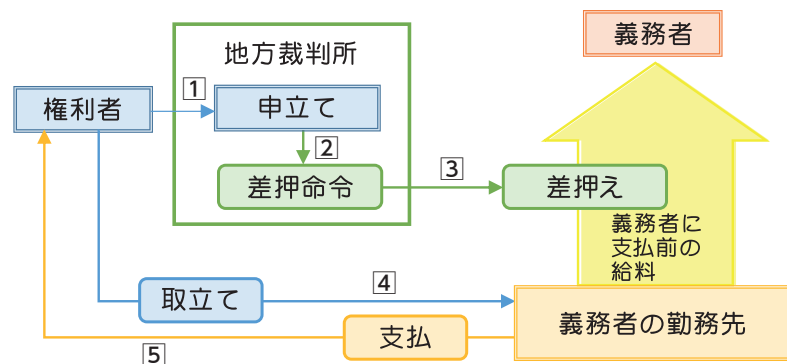 義務者
地方裁判所
権利者
1
申立て
2
差押命令
3
差押え
義務者に
支払前の
給料
取立て
4
義務者の勤務先
支払
5